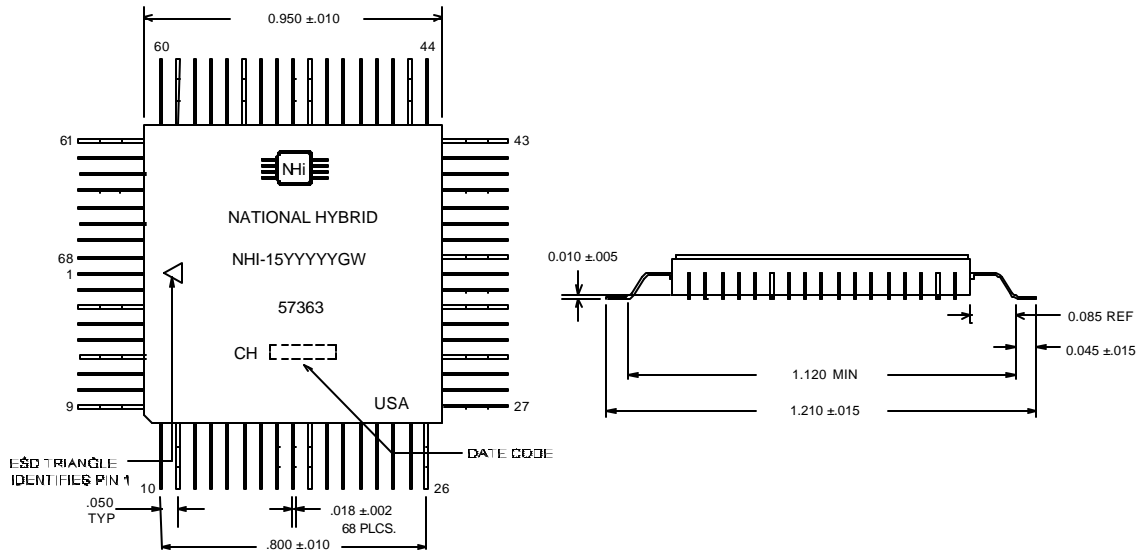 0.950 ±.010
60
44
61
43
NHi
NATIONAL HYBRID
68
NHI-15YYYYYGW
1
57363
CH
USA
9
27
ESD TRIANGLE
IDENTIFIES PIN 1
DATE CODE
10
26
.050
TYP
.018 ±.002
68 PLCS.
.800 ±.010
0.010 ±.005
0.085 REF
0.045 ±.015
1.120 MIN
1.210 ±.015